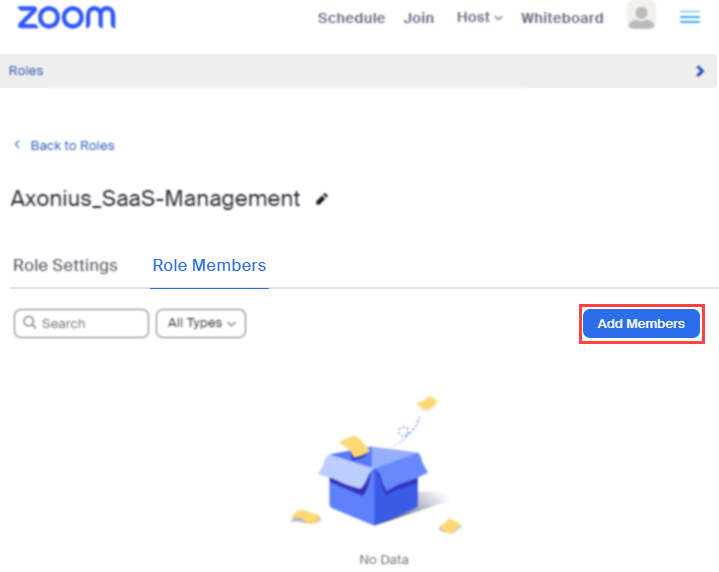 zoom Schedule Join Host Whiteboard
Roles
Back to Roles
Axonius_SaaS-Management
Role Settings Role Members
Search All Types Add Members
No Data